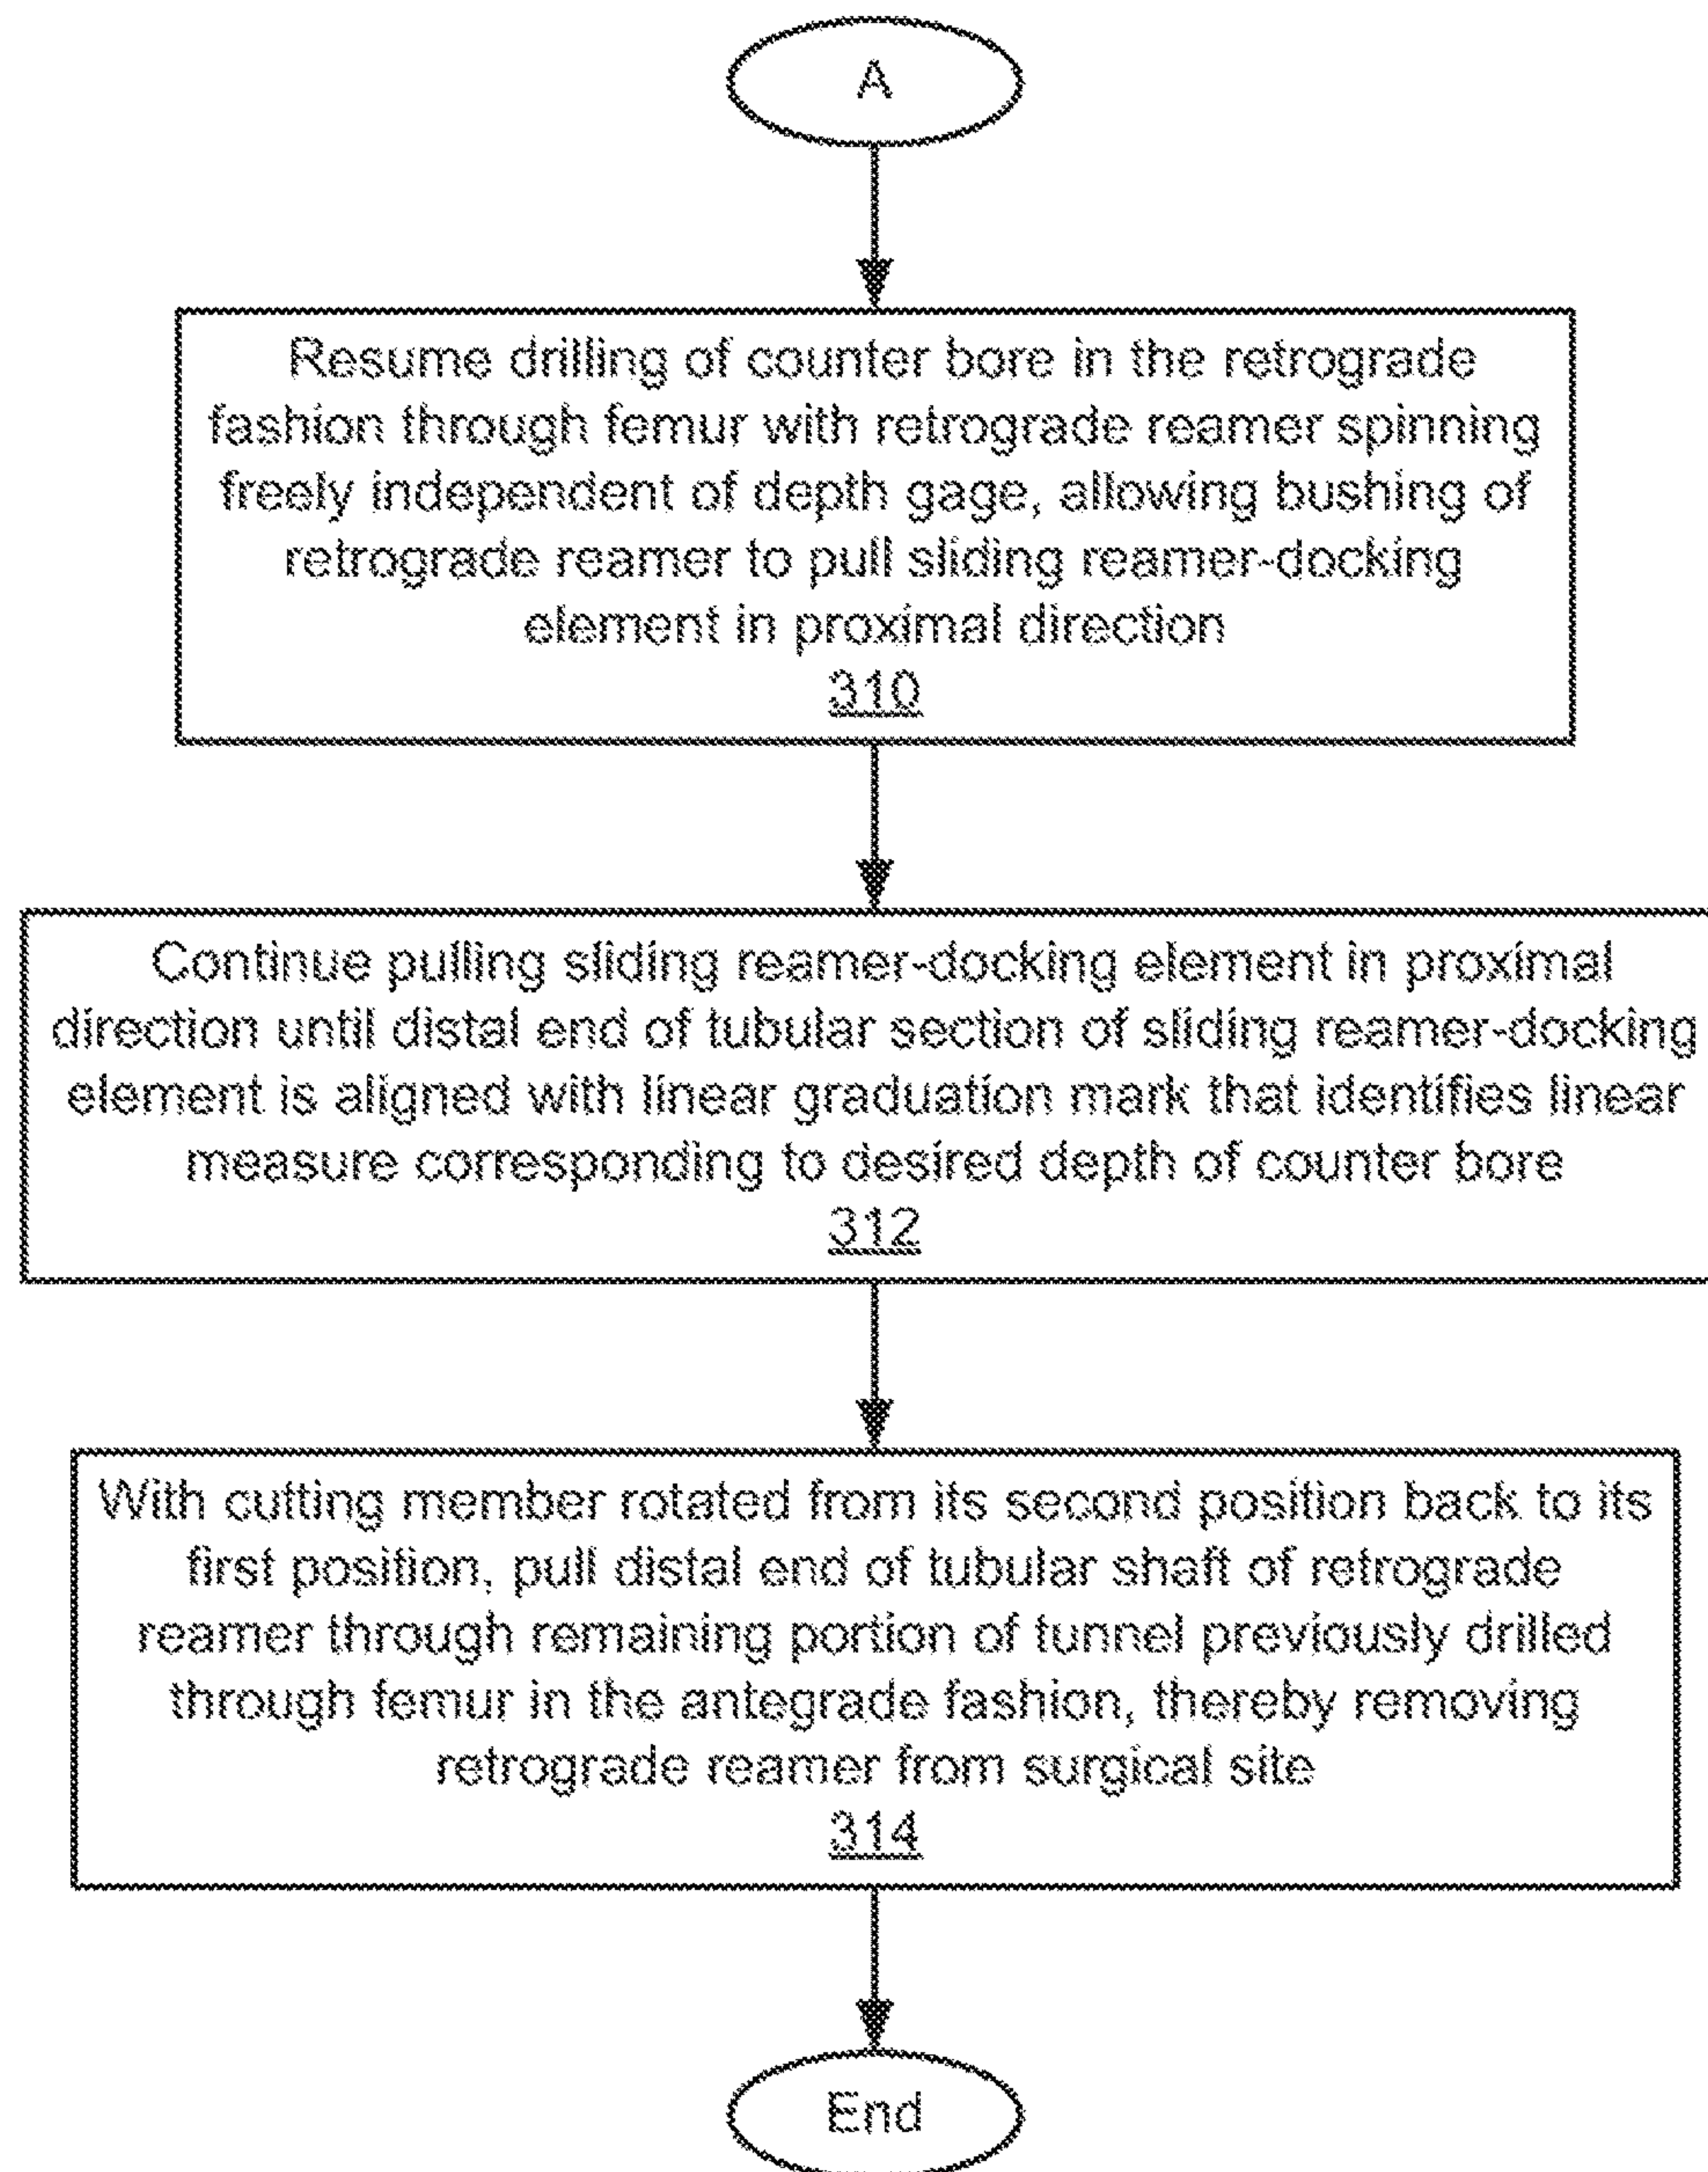 A
Resume drilling of counter bore in the retrograde
fashion through femur with retrograde reamer spinning
freely independent of depth gage, allowing bushing of
retrograde reamer to pull sliding reamer-docking
element in proximal direction
310
Continue pulling sliding reamer-docking element in proximal
direction until distal end of tubular section of sliding reamer-docking
element is aligned with linear graduation mark that identifies linear
measure corresponding to desired depth of counter bore
312
With cutting member rotated from its second position back to its
first position, pull distal end of tubular shaft of retrograde
reamer through remaining portion of tunnel previously drilled
through femur in the antegrade fashion, thereby removing
retrograde reamer from surgical site
314
End